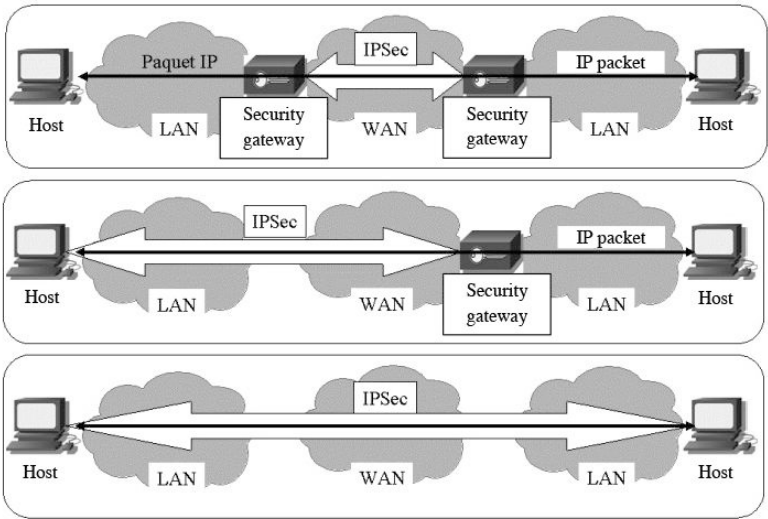 IPSec
Paquet IP
IP packet
Host
LAN
Security
gateway
WAN
Security
gateway
LAN
Host
IPSec
IP packet
Host
LAN
WAN
Security
gateway
LAN
Host
IPSec
Host
LAN
WAN
LAN
Host